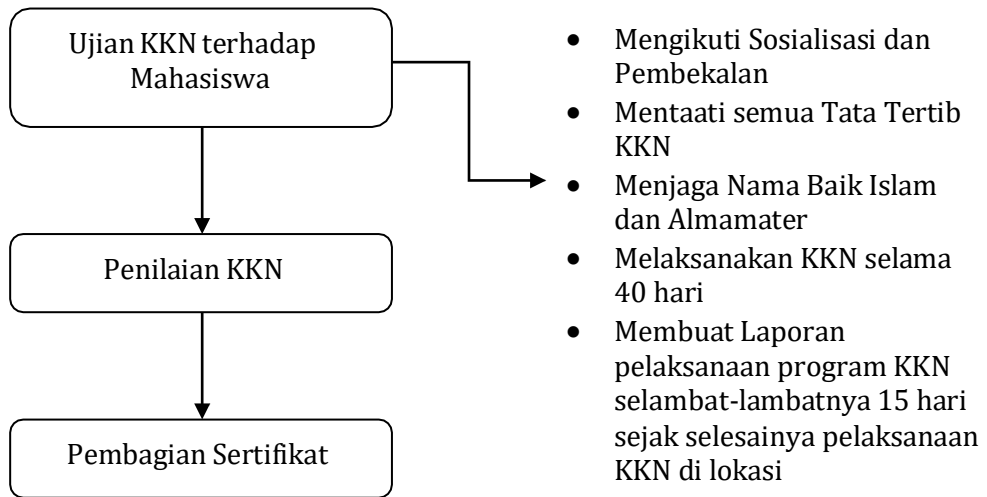 Ujian KKN terhadap
Mahasiswa
Penilaian KKN
Pembagian Sertifikat
• Mengikuti Sosialisasi dan
Pembekalan
• Mentaati semua Tata Tertib
KKN
• Menjaga Nama Baik Islam
dan Almamater
• Melaksanakan KKN selama
40 hari
• Membuat Laporan
pelaksanaan program KKN
selambat-lambatnya 15 hari
sejak selesainya pelaksanaan
KKN di lokasi